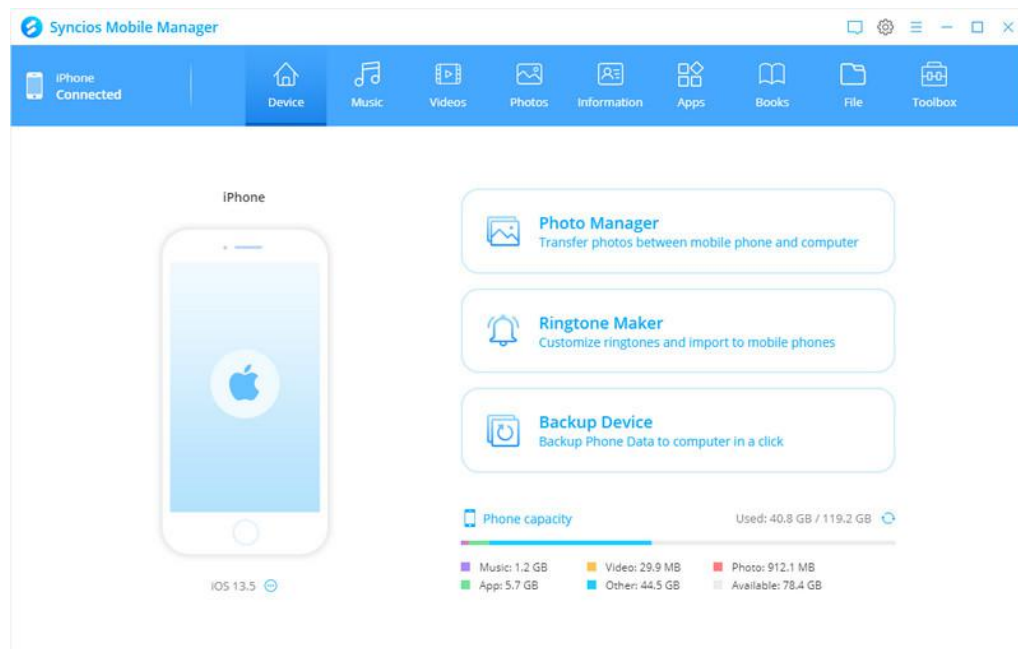 Syncios Mobile Manager
iPhone
Connected
Device
Music
Videos
Photos
Information
Apps
Books
File
Toolbox
iPhone
Photo Manager
Transfer photos between mobile phone and computer
Ringtone Maker
Customize ringtones and import to mobile phones
Backup Device
Backup Phone Data to computer in a click
Phone capacity
Used: 40.8 GB / 119.2 GB
Music: 1.2 GB
Video: 29.9 MB
Photo: 912.1 MB
App: 5.7 GB
Other: 44.5 GB
Available: 78.4 GB
iOS 13.5